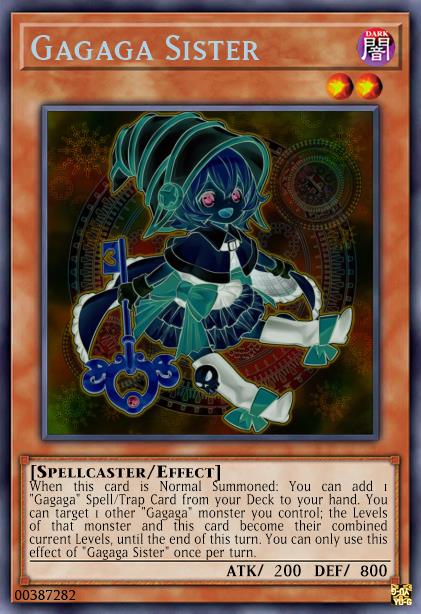 Gagaga Sister
DARK
闇
[Spellcaster/Effect]
When this card is Normal Summoned: You can add 1
"Gagaga" Spell/Trap Card from your Deck to your hand. You
can target 1 other "Gagaga" monster you control; the Levels
of that monster and this card become their combined
current Levels, until the end of this turn. You can only use this
effect of "Gagaga Sister" once per turn.
ATK/ 200 DEF/ 800
00387282